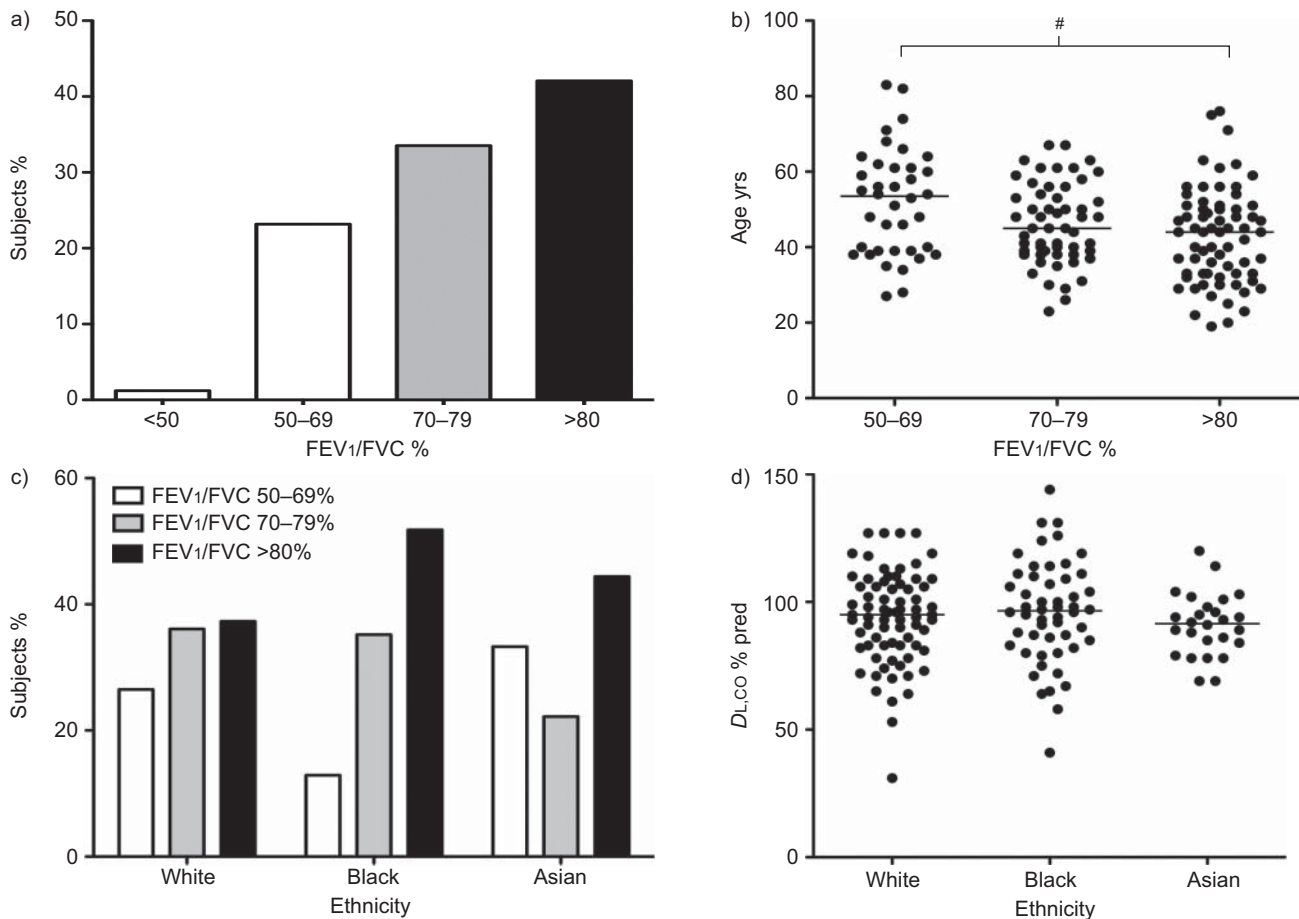 a)
50
40
30
20
10
0
Subjects %
<50 50–69 70–79 >80
FEV1/FVC %
b)
#
100
80
60
40
20
0
Age yrs
50–69 70–79 >80
FEV1/FVC %
c)
60
40
20
0
Subjects %
FEV1/FVC 50–69%
FEV1/FVC 70–79%
FEV1/FVC >80%
White Black Asian
Ethnicity
d)
150
100
50
0
DL,CO % pred
White Black Asian
Ethnicity